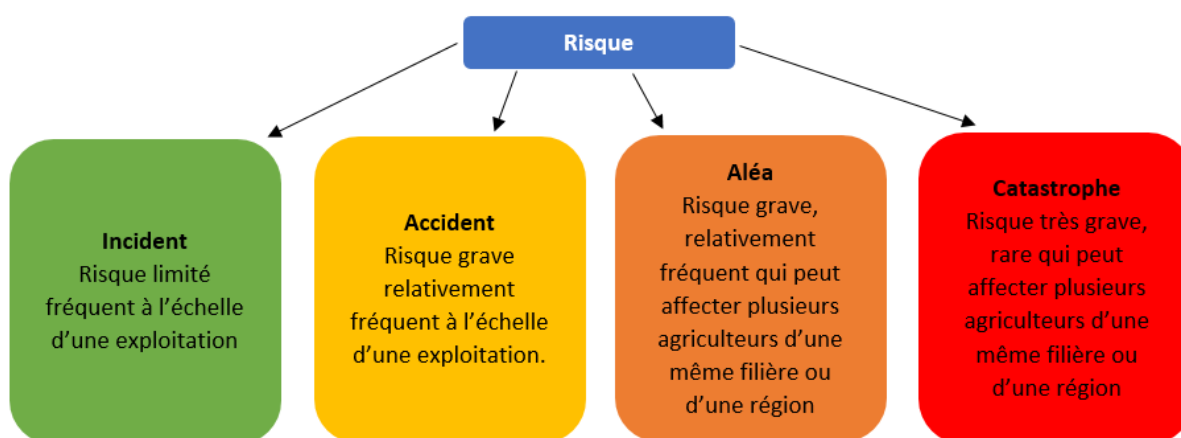 Risque
Incident
Risque limité
fréquent à l’échelle
d’une exploitation
Accident
Risque grave
relativement
fréquent à l’échelle
d’une exploitation.
Aléa
Risque grave,
relativement
fréquent qui peut
affecter plusieurs
agriculteurs d’une
même filière ou
d’une région
Catastrophe
Risque très grave,
rare qui peut
affecter plusieurs
agriculteurs d’une
même filière ou
d’une région